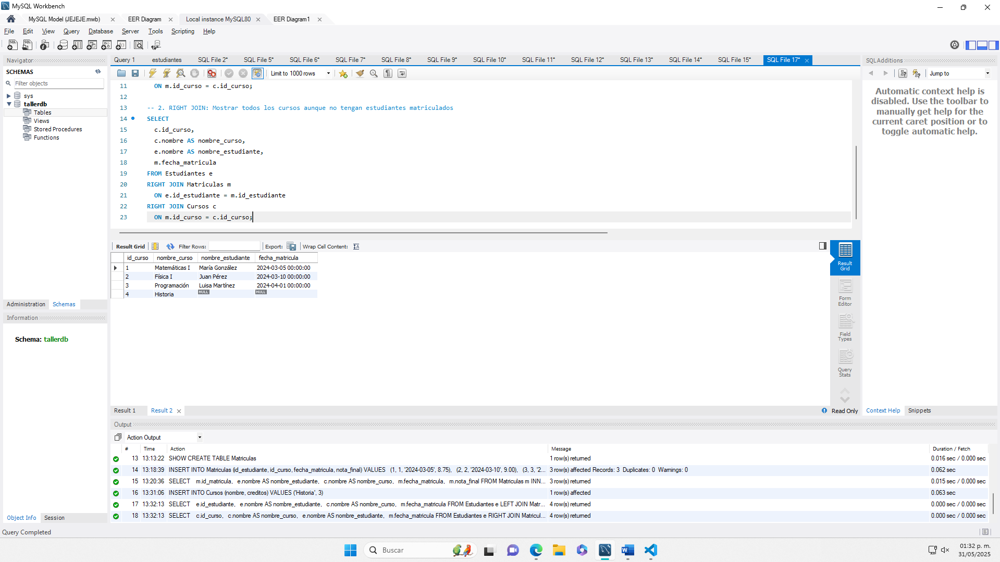 MySQL Workbench
MySQL Model (JEJEJE.mwb)
EER Diagram
Local instance MySQL80
EER Diagram1
File Edit View Query Database Server Tools Scripting Help
Navigator
SCHEMAS
Filter objects
sys
tallerdb
Tables
Views
Stored Procedures
Functions
Administration Schemas
Information
Schema: tallerdb
Object Info Session
Query 1 estudiantes SQL File 2* SQL File 5* SQL File 6* SQL File 7* SQL File 8* SQL File 9* SQL File 10* SQL File 11* SQL File 12* SQL File 13* SQL File 14* SQL File 15* SQL File 17*
Limit to 1000 rows
11 ON m.id_curso = c.id_curso;
12
13 -- 2. RIGHT JOIN: Mostrar todos los cursos aunque no tengan estudiantes matriculados
14 SELECT
15 c.id_curso,
16 c.nombre AS nombre_curso,
17 e.nombre AS nombre_estudiante,
18 m.fecha_matricula
19 FROM Estudiantes e
20 RIGHT JOIN Matriculas m
21 ON e.id_estudiante = m.id_estudiante
22 RIGHT JOIN Cursos c
23 ON m.id_curso = c.id_curso;
Result Grid Filter Rows: Export: Wrap Cell Content:
id_curso nombre_curso nombre_estudiante fecha_matricula
1 Matemáticas I María González 2024-03-05 00:00:00
2 Física I Juan Pérez 2024-03-10 00:00:00
3 Programación Luisa Martínez 2024-04-01 00:00:00
4 Historia NULL NULL
Result Grid
Form Editor
Field Types
Query Stats
Result 1 Result 2
Read Only
SQLAdditions
Jump to
Automatic context help is
disabled. Use the toolbar to
manually get help for the
current caret position or to
toggle automatic help.
Context Help Snippets
Output
Action Output
# Time Action Message Duration / Fetch
13 13:13:22 SHOW CREATE TABLE Matriculas 1 row(s) returned 0.016 sec / 0.000 sec
14 13:18:39 INSERT INTO Matriculas (id_estudiante, id_curso, fecha_matricula, nota_final) VALUES (1, 1, '2024-03-05', 8.75), (2, 2, '2024-03-10', 9.00), (3, 3, '2... 3 row(s) affected Records: 3 Duplicates: 0 Warnings: 0 0.062 sec
15 13:20:36 SELECT m.id_matricula, e.nombre AS nombre_estudiante, c.nombre AS nombre_curso, m.fecha_matricula, m.nota_final FROM Matriculas m INN... 3 row(s) returned 0.015 sec / 0.000 sec
16 13:31:06 INSERT INTO Cursos (nombre, creditos) VALUES ('Historia', 3) 1 row(s) affected 0.063 sec
17 13:32:13 SELECT e.id_estudiante, e.nombre AS nombre_estudiante, c.nombre AS nombre_curso, m.fecha_matricula FROM Estudiantes e LEFT JOIN Matr... 4 row(s) returned 0.000 sec / 0.000 sec
18 13:32:13 SELECT c.id_curso, c.nombre AS nombre_curso, e.nombre AS nombre_estudiante, m.fecha_matricula FROM Estudiantes e RIGHT JOIN Matricul... 4 row(s) returned 0.000 sec / 0.000 sec
Query Completed
Buscar
01:32 p. m.
31/05/2025